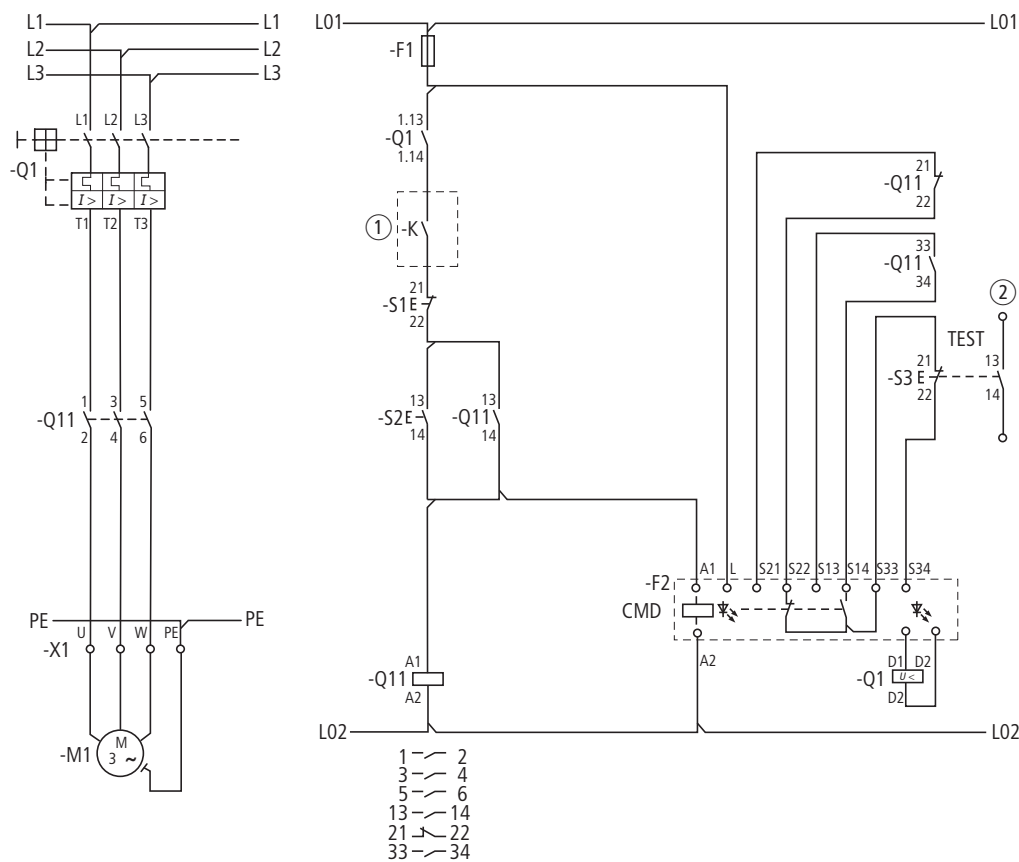 L1 L1
L2 L2
L3 L3
L1 L2 L3
-Q1
I> I> I>
T1 T2 T3
1 3 5
-Q11
2 4 6
PE PE
U V W PE
-X1
-M1
M
3 ~
L01 L01
-F1
1.13
-Q1
1.14
1 -K
21
-S1 E
22
13 13
-S2 E -Q11
14 14
A1
-Q11
A2
L02 L02
1 2
3 4
5 6
13 14
21 22
33 34
21
-Q11
22
33
-Q11
34
2
TEST
21 13
-S3 E
22 14
A1 L S21 S22 S13 S14 S33 S34
-F2
CMD
A2
D1 D2
-Q1 U<
D2